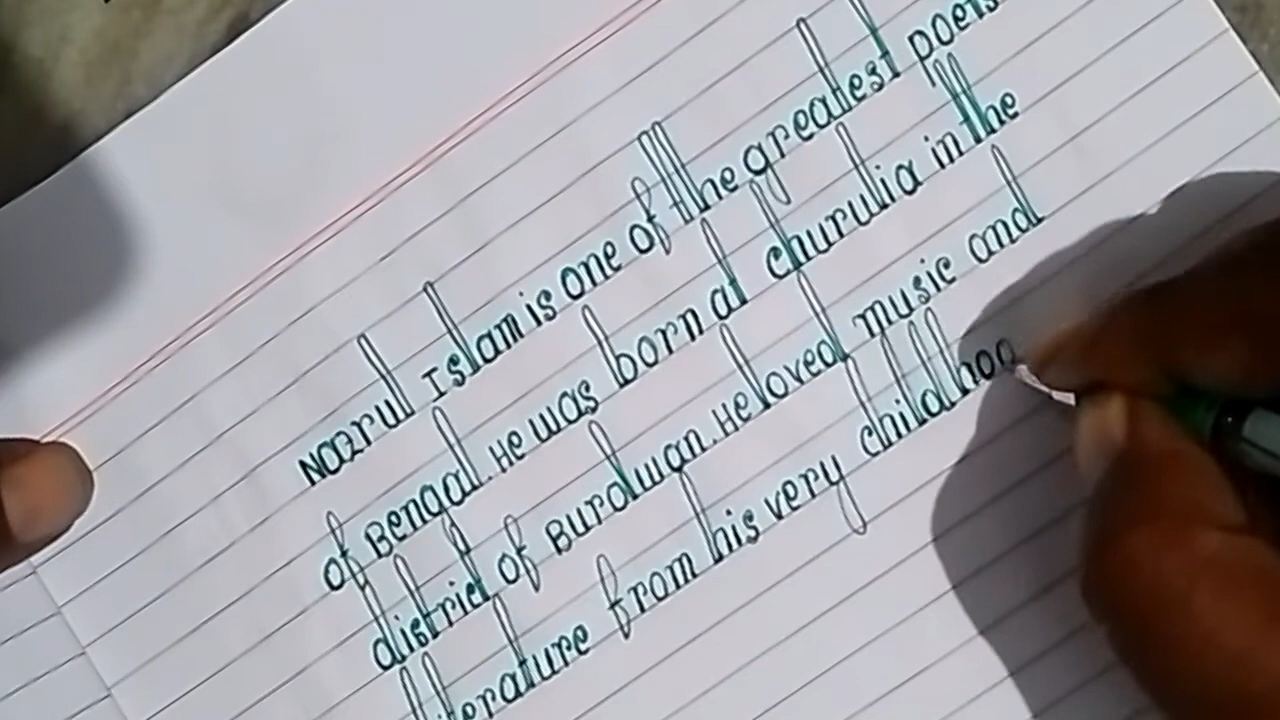 Nazrul Islam is one of the greatest poets
of Bengal. He was born at churulia in the
district of Burdwan. He loved music and
literature from his very childhoo